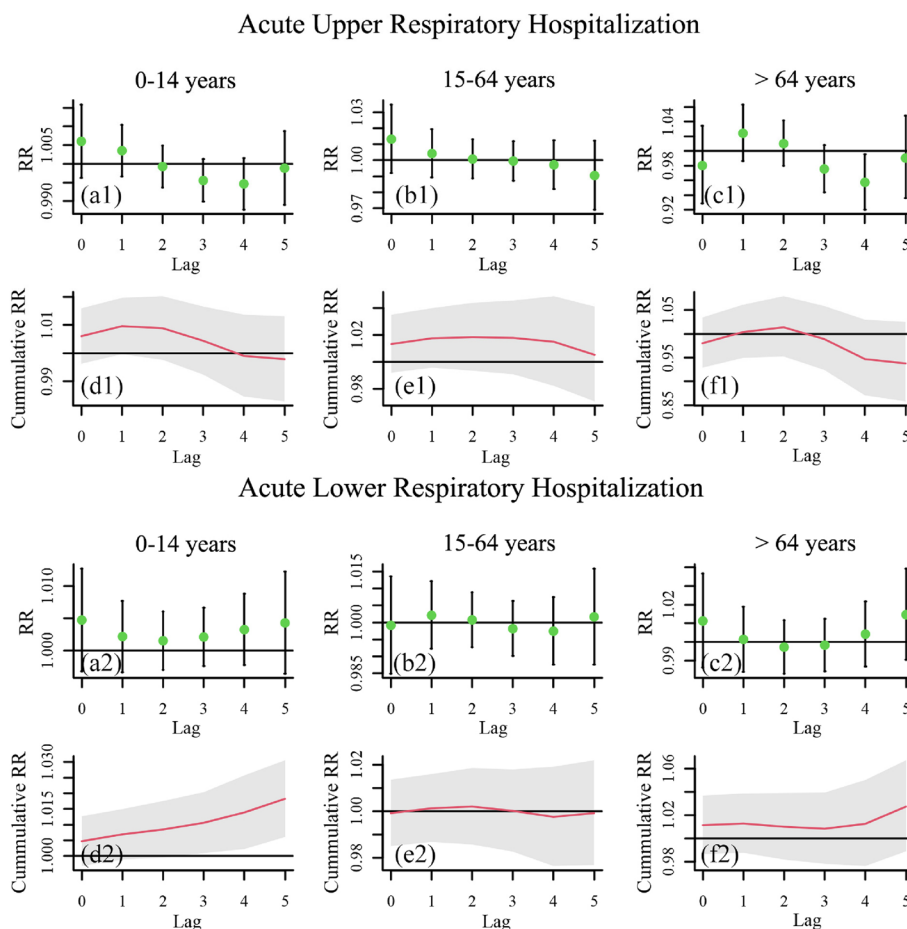 Acute Upper Respiratory Hospitalization
0-14 years
15-64 years
> 64 years
RR
0.990 1.005
(a1)
0 1 2 3 4 5
Lag
RR
0.97 1.00 1.03
(b1)
0 1 2 3 4 5
Lag
RR
0.92 0.98 1.04
(c1)
0 1 2 3 4 5
Lag
Cummulative RR
0.99 1.01
(d1)
0 1 2 3 4 5
Lag
Cummulative RR
0.98 1.02
(e1)
0 1 2 3 4 5
Lag
Cummulative RR
0.85 0.95 1.05
(f1)
0 1 2 3 4 5
Lag
Acute Lower Respiratory Hospitalization
0-14 years
15-64 years
> 64 years
RR
1.000 1.010
(a2)
0 1 2 3 4 5
Lag
RR
0.985 1.000 1.015
(b2)
0 1 2 3 4 5
Lag
RR
0.99 1.02
(c2)
0 1 2 3 4 5
Lag
Cummulative RR
1.000 1.015 1.030
(d2)
0 1 2 3 4 5
Lag
Cummulative RR
0.98 1.00 1.02
(e2)
0 1 2 3 4 5
Lag
Cummulative RR
0.98 1.02 1.06
(f2)
0 1 2 3 4 5
Lag